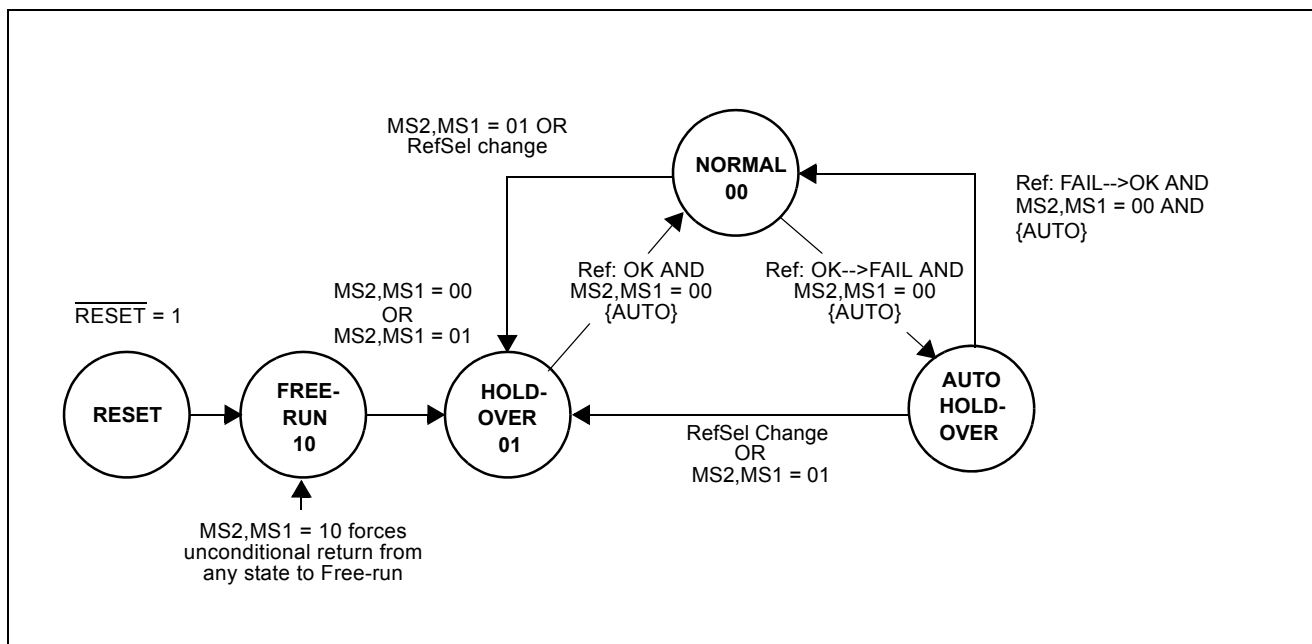 MS2,MS1 = 01 OR
RefSel change
NORMAL
00
Ref: FAIL-->OK AND
MS2,MS1 = 00 AND
{AUTO}
Ref: OK AND
MS2,MS1 = 00
{AUTO}
Ref: OK-->FAIL AND
MS2,MS1 = 00
{AUTO}
MS2,MS1 = 00
OR
MS2,MS1 = 01
RESET = 1
RESET
FREE-
RUN
10
HOLD-
OVER
01
AUTO
HOLD-
OVER
RefSel Change
OR
MS2,MS1 = 01
MS2,MS1 = 10 forces
unconditional return from
any state to Free-run